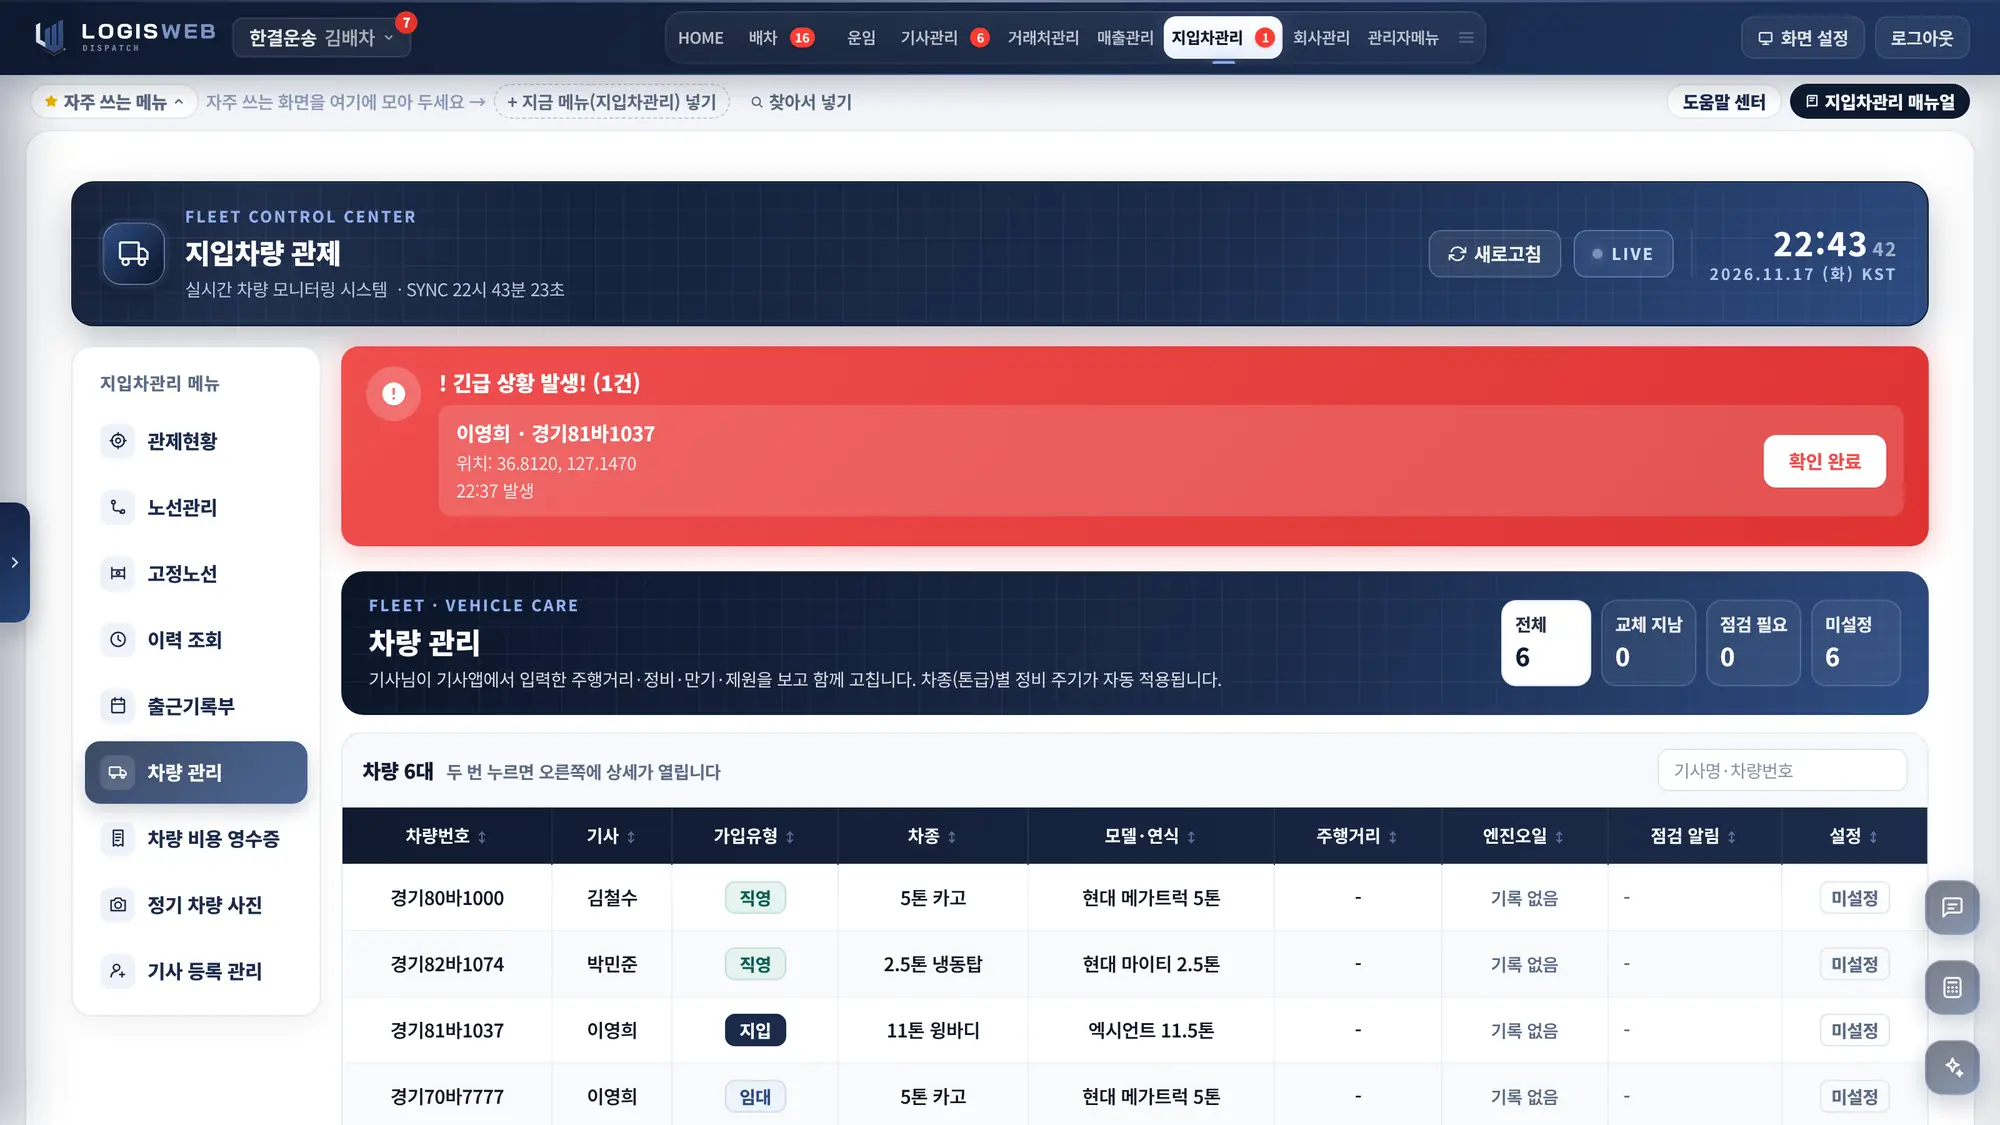 LOGISWEB
DISPATCH
한결운송 김배차
7
HOME
배차 16
운임
기사관리 6
거래처관리
매출관리
지입차관리 1
회사관리
관리자메뉴
화면 설정
로그아웃
자주 쓰는 메뉴
자주 쓰는 화면을 여기에 모아 두세요 →
+ 지금 메뉴(지입차관리) 넣기
찾아서 넣기
도움말 센터
지입차관리 매뉴얼
FLEET CONTROL CENTER
지입차량 관제
실시간 차량 모니터링 시스템 · SYNC 22시 43분 23초
새로고침
LIVE
22:43 42
2026.11.17 (화) KST
지입차관리 메뉴
관제현황
노선관리
고정노선
이력 조회
출근기록부
차량 관리
차량 비용 영수증
정기 차량 사진
기사 등록 관리
! 긴급 상황 발생! (1건)
이영희 · 경기81바1037
위치: 36.8120, 127.1470
22:37 발생
확인 완료
FLEET · VEHICLE CARE
차량 관리
기사님이 기사앱에서 입력한 주행거리·정비·만기·제원을 보고 함께 고칩니다. 차종(톤급)별 정비 주기가 자동 적용됩니다.
전체 6
교체 지남 0
점검 필요 0
미설정 6
차량 6대 두 번 누르면 오른쪽에 상세가 열립니다
기사명·차량번호
차량번호 기사 가입유형 차종 모델·연식 주행거리 엔진오일 점검 알림 설정
경기80바1000 김철수 직영 5톤 카고 현대 메가트럭 5톤 - 기록 없음 - 미설정
경기82바1074 박민준 직영 2.5톤 냉동탑 현대 마이티 2.5톤 - 기록 없음 - 미설정
경기81바1037 이영희 지입 11톤 윙바디 엑시언트 11.5톤 - 기록 없음 - 미설정
경기70바7777 이영희 임대 5톤 카고 현대 메가트럭 5톤 - 기록 없음 - 미설정